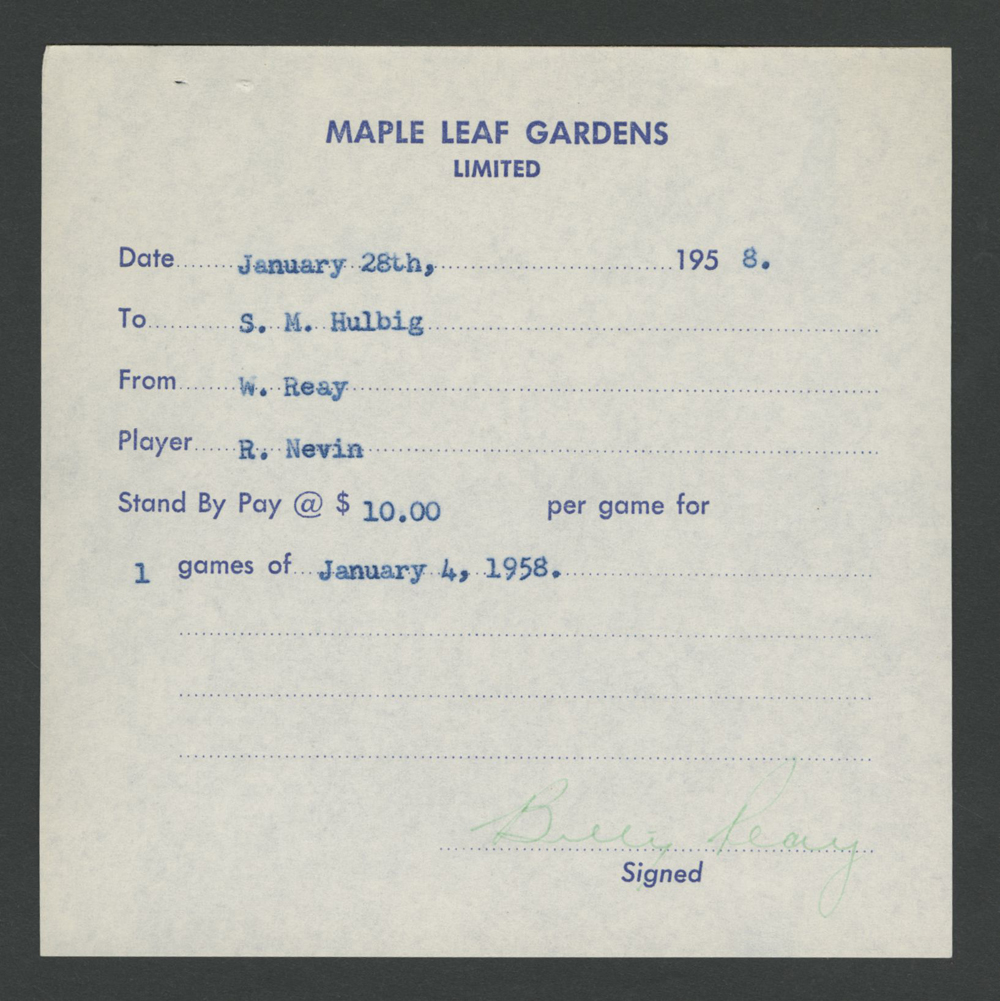 MAPLE LEAF GARDENS
LIMITED
Date January 28th, 195 8.
To S. M. Hulbig
From W. Reay
Player R. Nevin
Stand By Pay @ $ 10.00 per game for
1 games of January 4, 1958.
Billy Reay
Signed